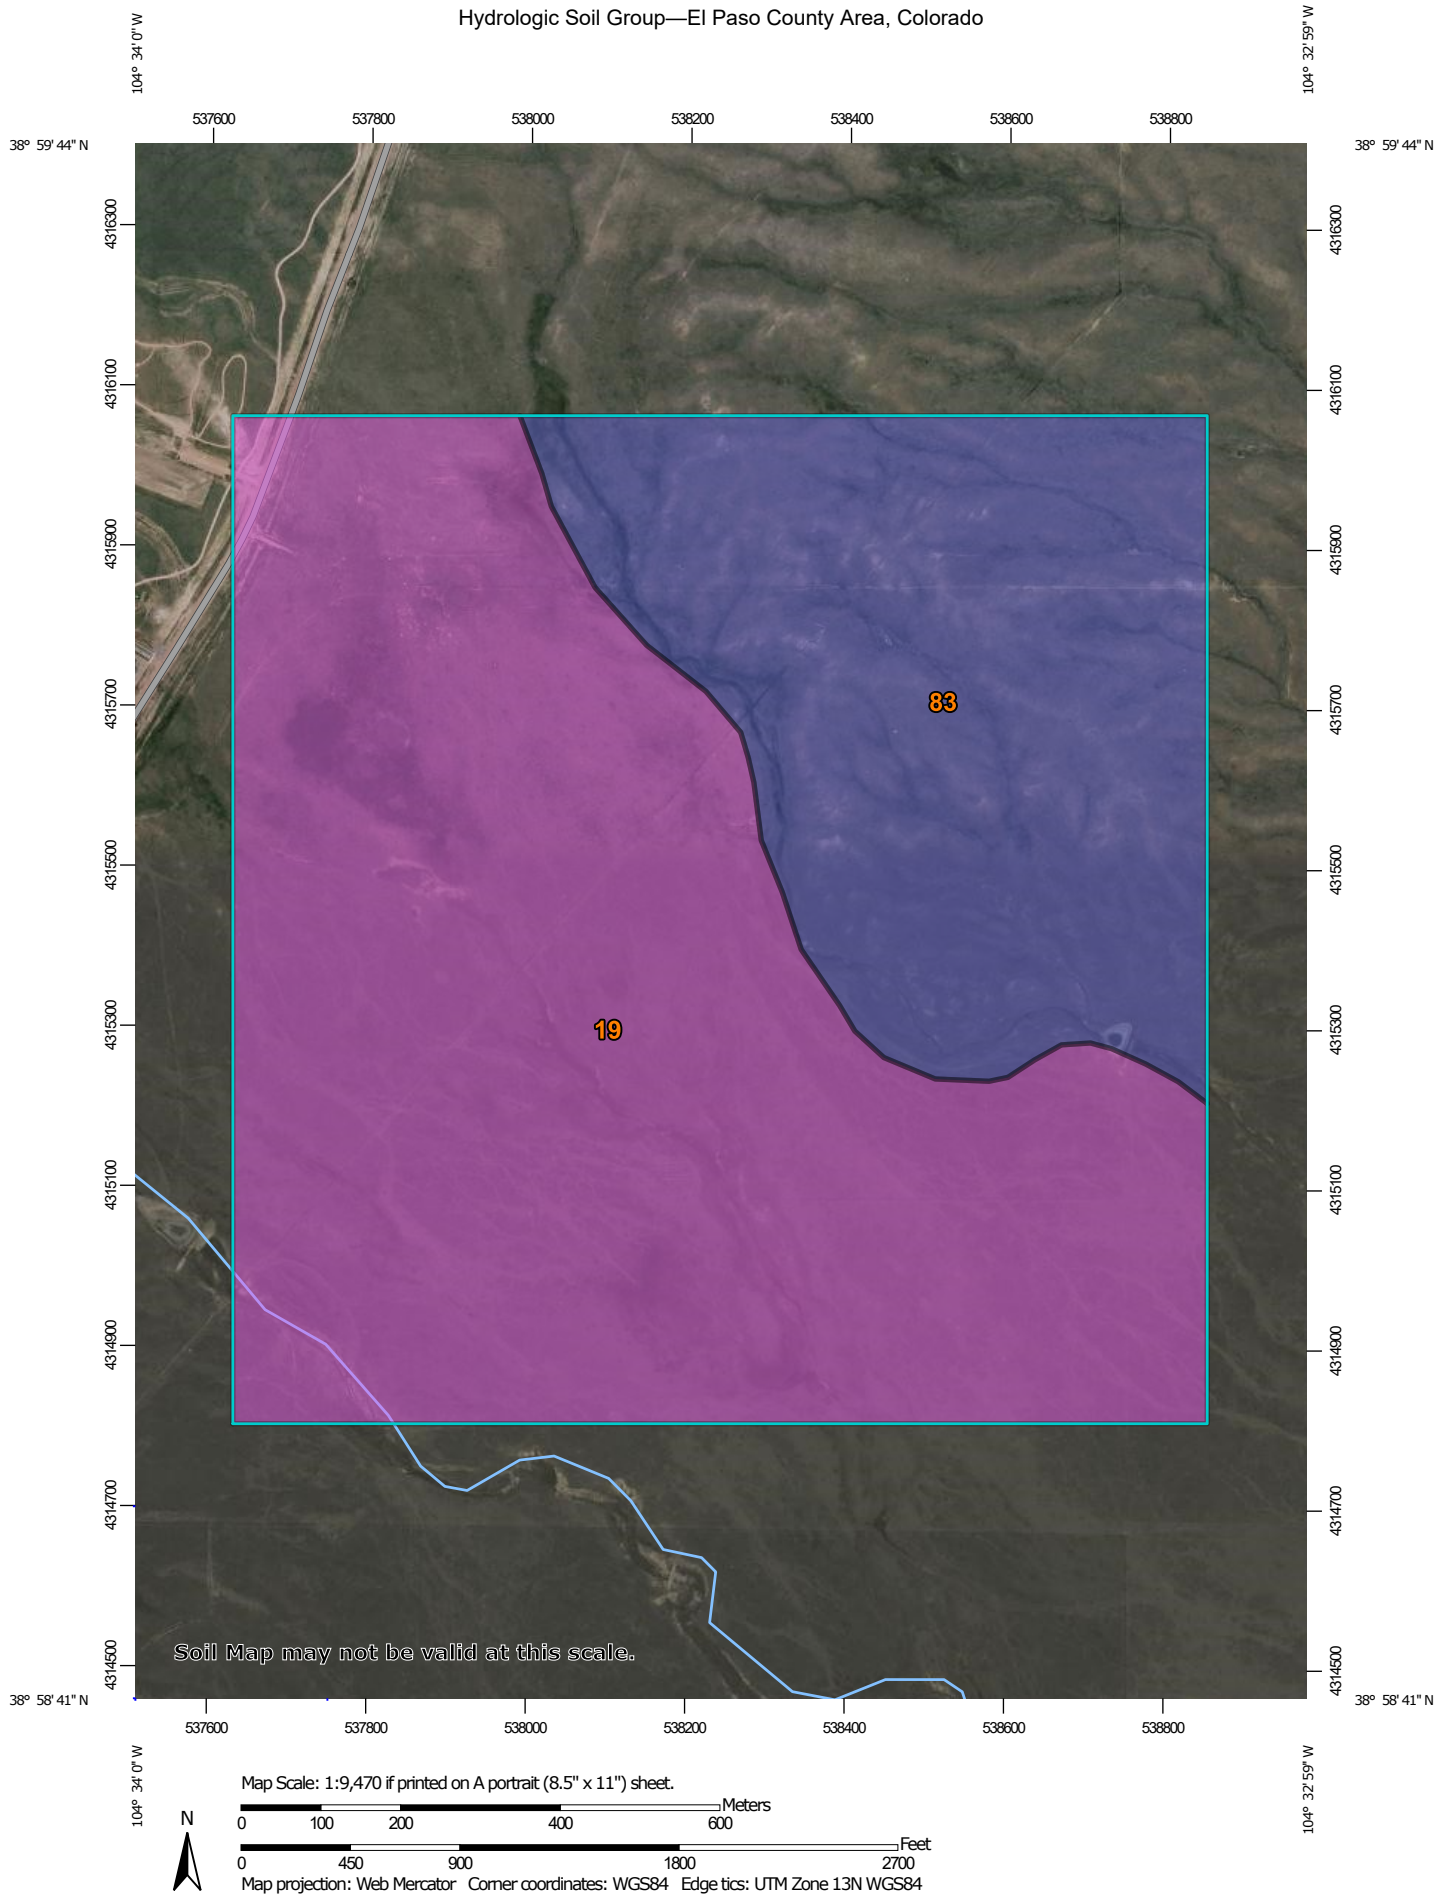 Hydrologic Soil Group—El Paso County Area, Colorado
104° 34' 0" W
104° 32' 59" W
537600 537800 538000 538200 538400 538600 538800
38° 59' 44" N
38° 59' 44" N
4316300
4316300
4316100
4316100
4315900
4315900
4315700
4315700
83
4315500
4315500
4315300
4315300
19
4315100
4315100
4314900
4314900
4314700
4314700
4314500
4314500
Soil Map may not be valid at this scale.
38° 58' 41" N
38° 58' 41" N
537600 537800 538000 538200 538400 538600 538800
104° 34' 0" W
104° 32' 59" W
Map Scale: 1:9,470 if printed on A portrait (8.5" x 11") sheet.
N
Meters
0 100 200 400 600
Feet
0 450 900 1800 2700
Map projection: Web Mercator Corner coordinates: WGS84 Edge tics: UTM Zone 13N WGS84